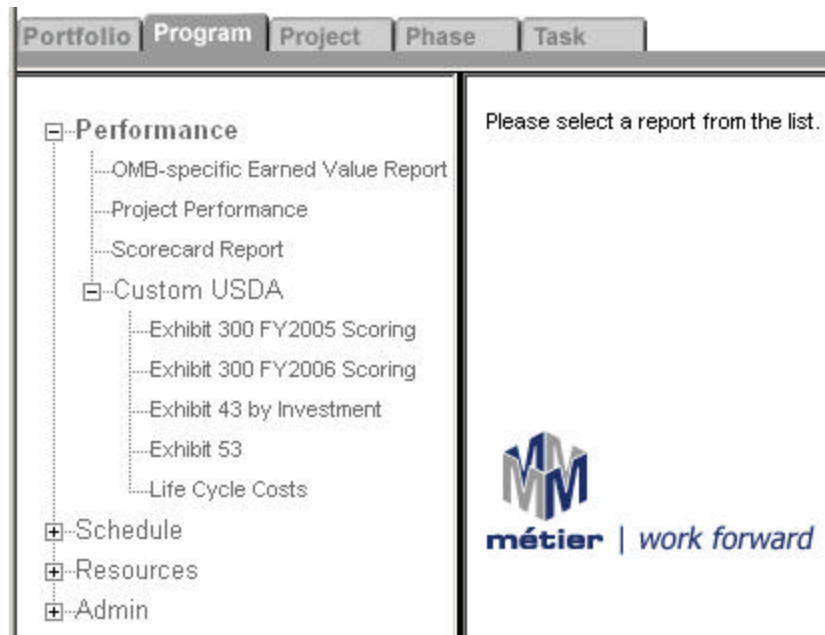 Portfolio Program Project Phase Task
Performance
OMB-specific Earned Value Report
Project Performance
Scorecard Report
Custom USDA
Exhibit 300 FY2005 Scoring
Exhibit 300 FY2006 Scoring
Exhibit 43 by Investment
Exhibit 53
Life Cycle Costs
Schedule
Resources
Admin
Please select a report from the list.
MMMM
métier | work forward